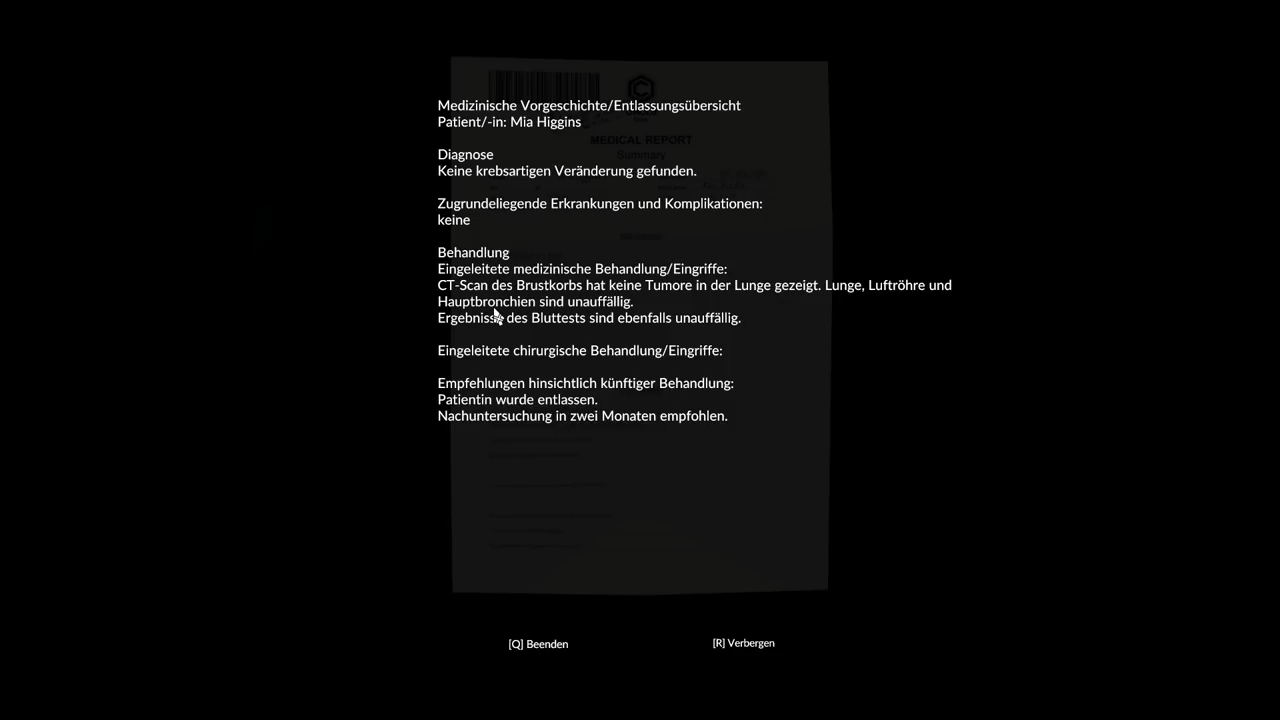 Medizinische Vorgeschichte/Entlassungsübersicht
Patient/-in: Mia Higgins
MEDICAL REPORT
Summary
Diagnose
Keine krebsartigen Veränderung gefunden.
Zugrundeliegende Erkrankungen und Komplikationen:
keine
Behandlung
Eingeleitete medizinische Behandlung/Eingriffe:
CT-Scan des Brustkorbs hat keine Tumore in der Lunge gezeigt. Lunge, Luftröhre und
Hauptbronchien sind unauffällig.
Ergebnisse des Bluttests sind ebenfalls unauffällig.
Eingeleitete chirurgische Behandlung/Eingriffe:
Empfehlungen hinsichtlich künftiger Behandlung:
Patientin wurde entlassen.
Nachuntersuchung in zwei Monaten empfohlen.
[Q] Beenden
[R] Verbergen